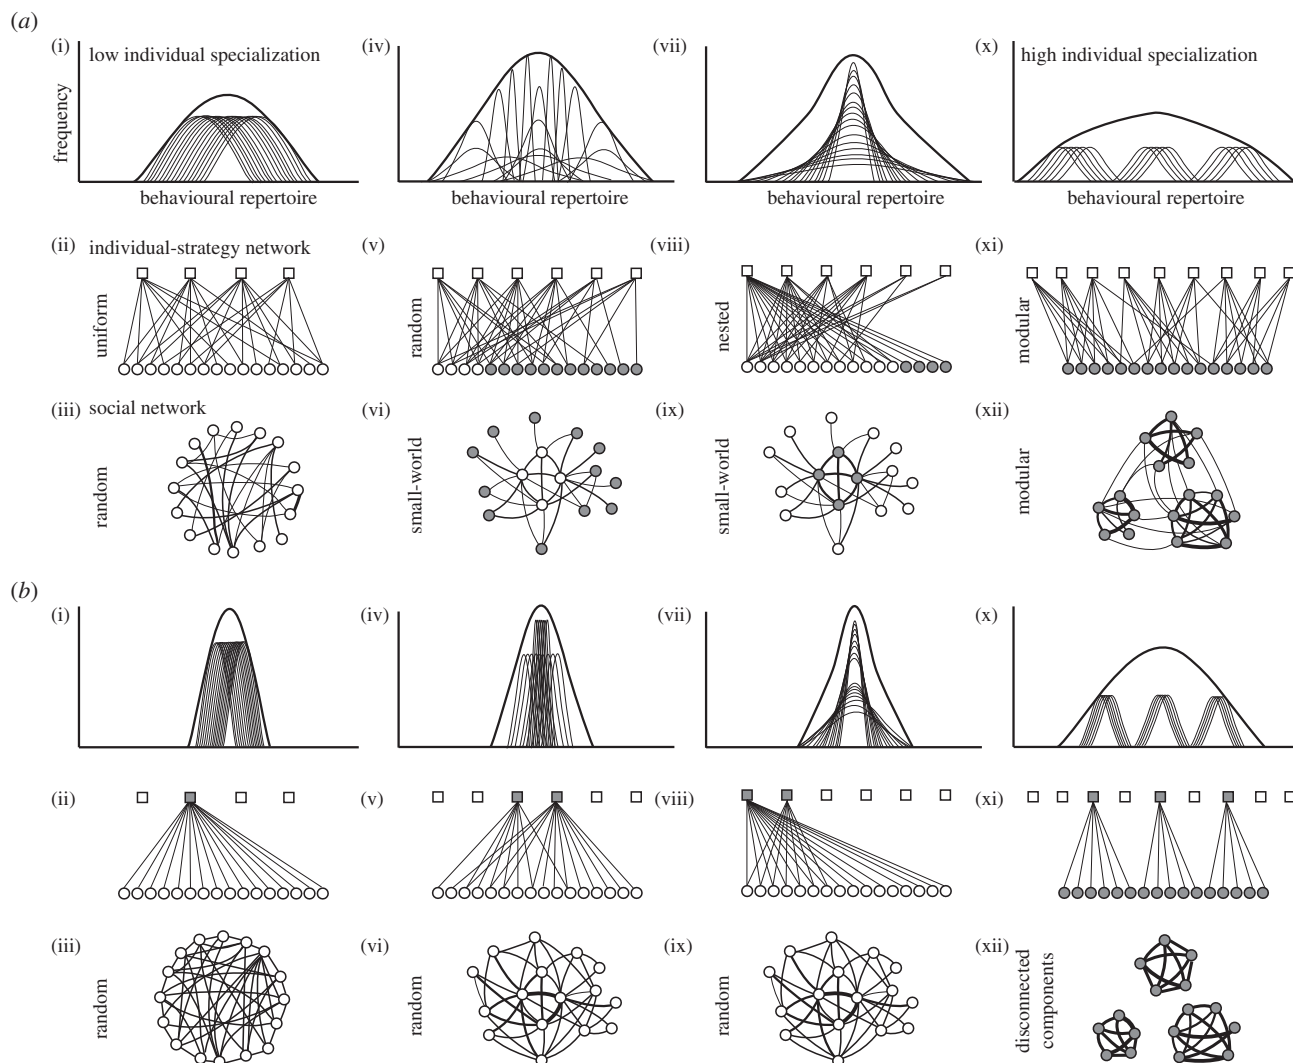 (a)
(i) low individual specialization
(iv)
(vii)
(x) high individual specialization
frequency
behavioural repertoire
behavioural repertoire
behavioural repertoire
behavioural repertoire
(ii) individual-strategy network
(v)
(viii)
(xi)
uniform
random
nested
modular
(iii) social network
(vi)
(ix)
(xii)
random
small-world
small-world
modular
(b)
(i)
(iv)
(vii)
(x)
(ii)
(v)
(viii)
(xi)
(iii)
(vi)
(ix)
(xii)
random
random
random
disconnected
components